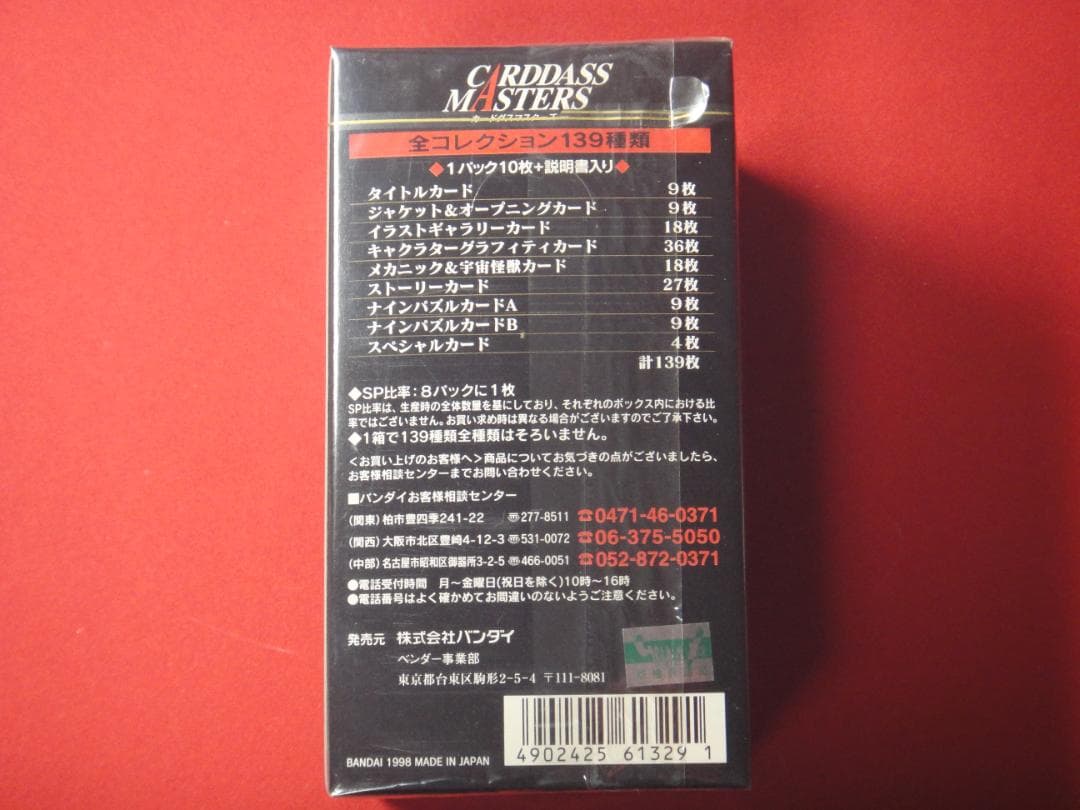 CARDDASS
MASTERS
カードダスマスターズ
全コレクション139種類
◆1パック10枚+説明書入り◆
タイトルカード 9枚
ジャケット&オープニングカード 9枚
イラストギャラリーカード 18枚
キャラクターグラフィティカード 36枚
メカニック&宇宙怪獣カード 18枚
ストーリーカード 27枚
ナインパズルカードA 9枚
ナインパズルカードB 9枚
スペシャルカード 4枚
計139枚
◆SP比率:8パックに1枚
SP比率は、生産時の全体数量を基にしており、それぞれのボックス内における比
率ではございません。お買い求め時は異なる場合がございますのでご了承下さい。
◆1箱で139種類全種類はそろいません。
<お買い上げのお客様へ>商品についてお気づきの点がございましたら、
お客様相談センターまでお問い合わせください。
■バンダイお客様相談センター
(関東)柏市豊四季241-22 〠277-8511 ☎0471-46-0371
(関西)大阪市北区豊崎4-12-3 〠531-0072 ☎06-375-5050
(中部)名古屋市昭和区御器所3-2-5 〠466-0051 ☎052-872-0371
●電話受付時間 月〜金曜日(祝日を除く)10時〜16時
●電話番号はよく確かめてお間違いのないようご注意ください。
発売元 株式会社バンダイ
ベンダー事業部
東京都台東区駒形2-5-4 〒111-8081
4902425 61329 1
BANDAI 1998 MADE IN JAPAN